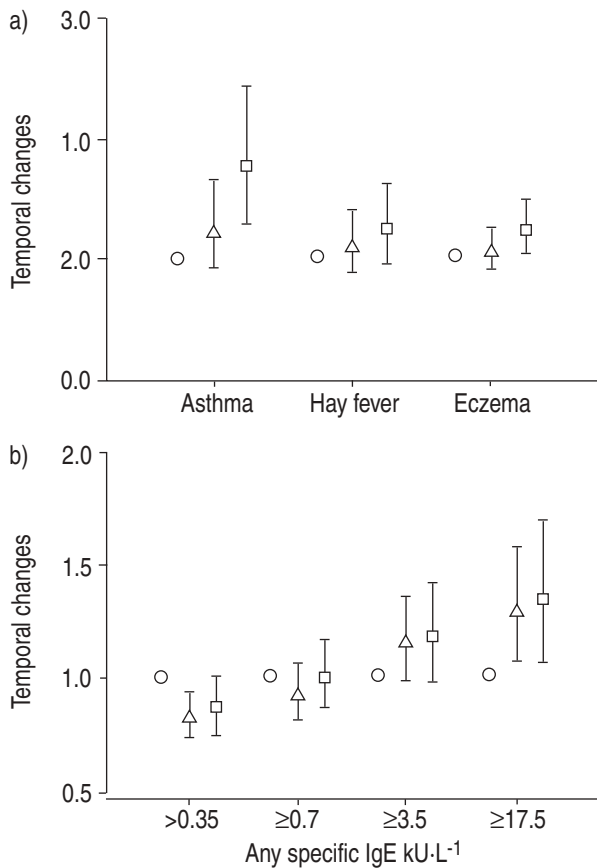 a)
Temporal changes
3.0
1.0
2.0
0.0
Asthma Hay fever Eczema
b)
Temporal changes
2.0
1.5
1.0
0.5
>0.35 ≥0.7 ≥3.5 ≥17.5
Any specific IgE kU·L-1